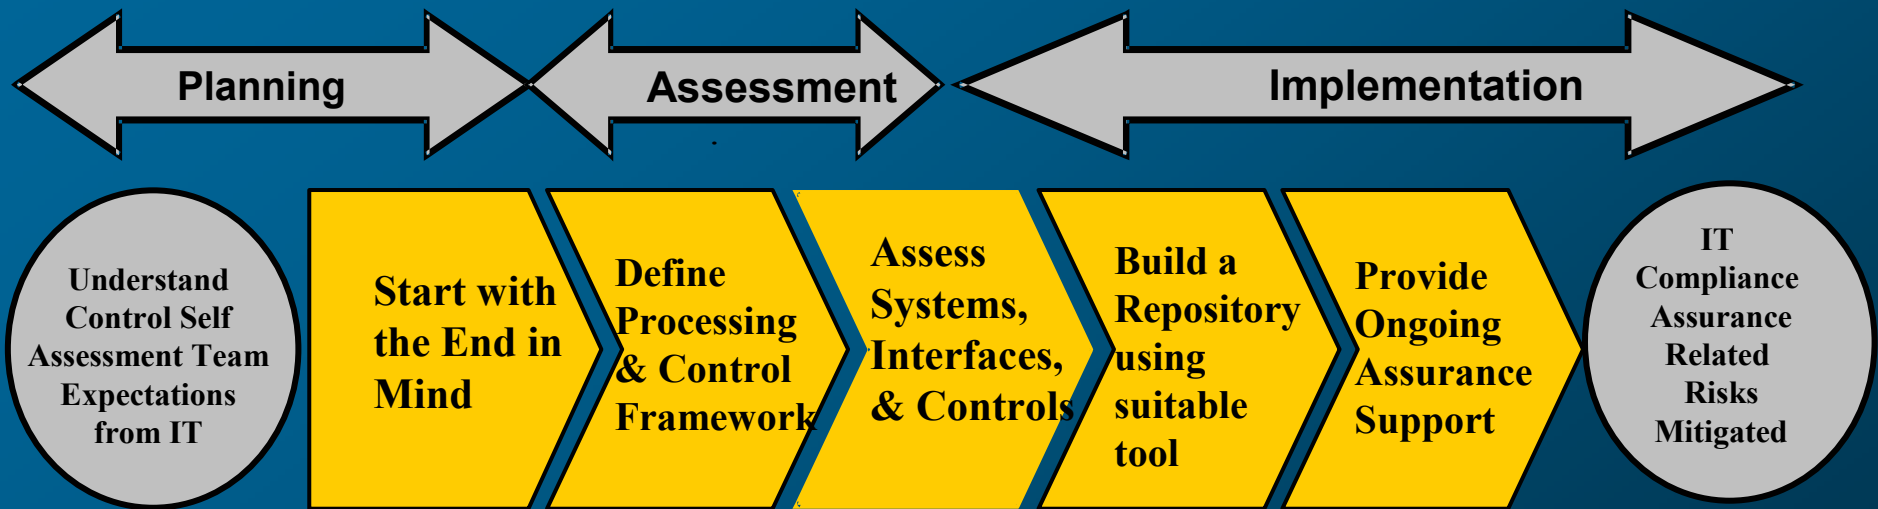 Planning
Assessment
Implementation
Understand
Control Self
Assessment Team
Expectations
from IT
Start with
the End in
Mind
Define
Processing
& Control
Framework
Assess
Systems,
Interfaces,
& Controls
Build a
Repository
using
suitable
tool
Provide
Ongoing
Assurance
Support
IT
Compliance
Assurance
Related
Risks
Mitigated